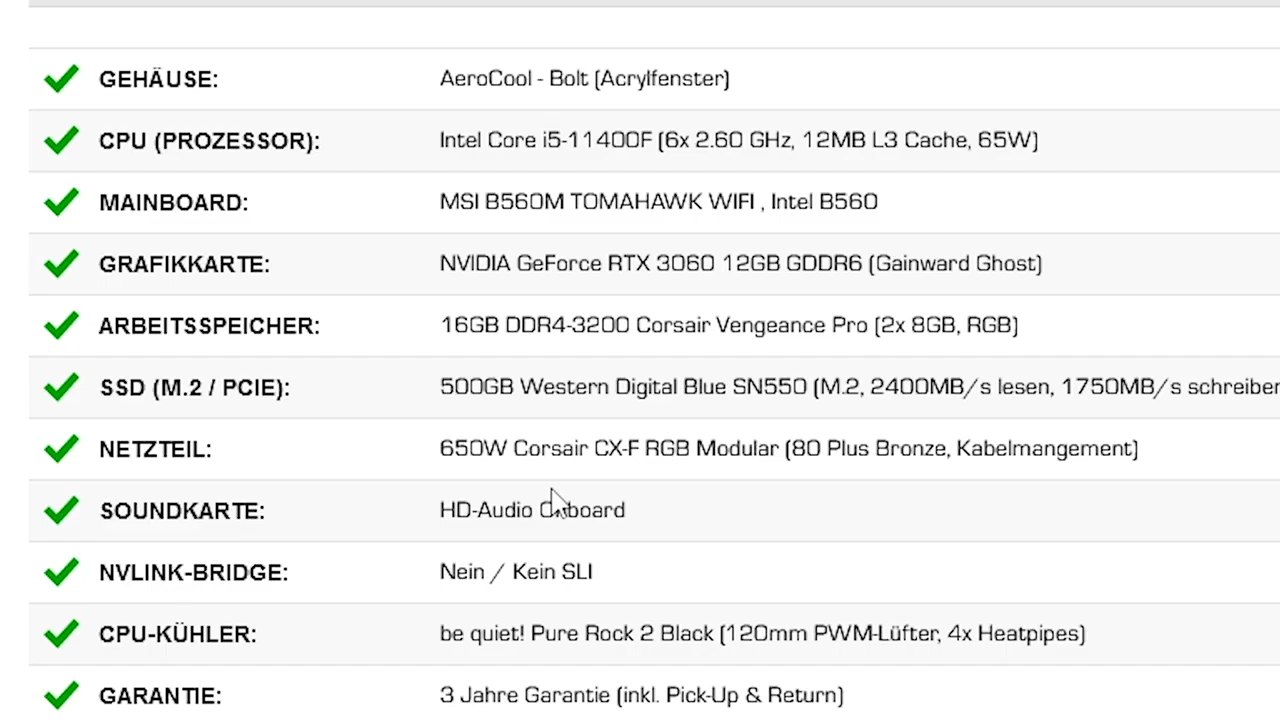 GEHÄUSE: AeroCool - Bolt (Acrylfenster)
CPU (PROZESSOR): Intel Core i5-11400F (6x 2.60 GHz, 12MB L3 Cache, 65W)
MAINBOARD: MSI B560M TOMAHAWK WIFI , Intel B560
GRAFIKKARTE: NVIDIA GeForce RTX 3060 12GB GDDR6 (Gainward Ghost)
ARBEITSSPEICHER: 16GB DDR4-3200 Corsair Vengeance Pro (2x 8GB, RGB)
SSD (M.2 / PCIE): 500GB Western Digital Blue SN550 (M.2, 2400MB/s lesen, 1750MB/s schreiben
NETZTEIL: 650W Corsair CX-F RGB Modular (80 Plus Bronze, Kabelmangement)
SOUNDKARTE: HD-Audio Onboard
NVLINK-BRIDGE: Nein / Kein SLI
CPU-KÜHLER: be quiet! Pure Rock 2 Black (120mm PWM-Lüfter, 4x Heatpipes)
GARANTIE: 3 Jahre Garantie (inkl. Pick-Up & Return)